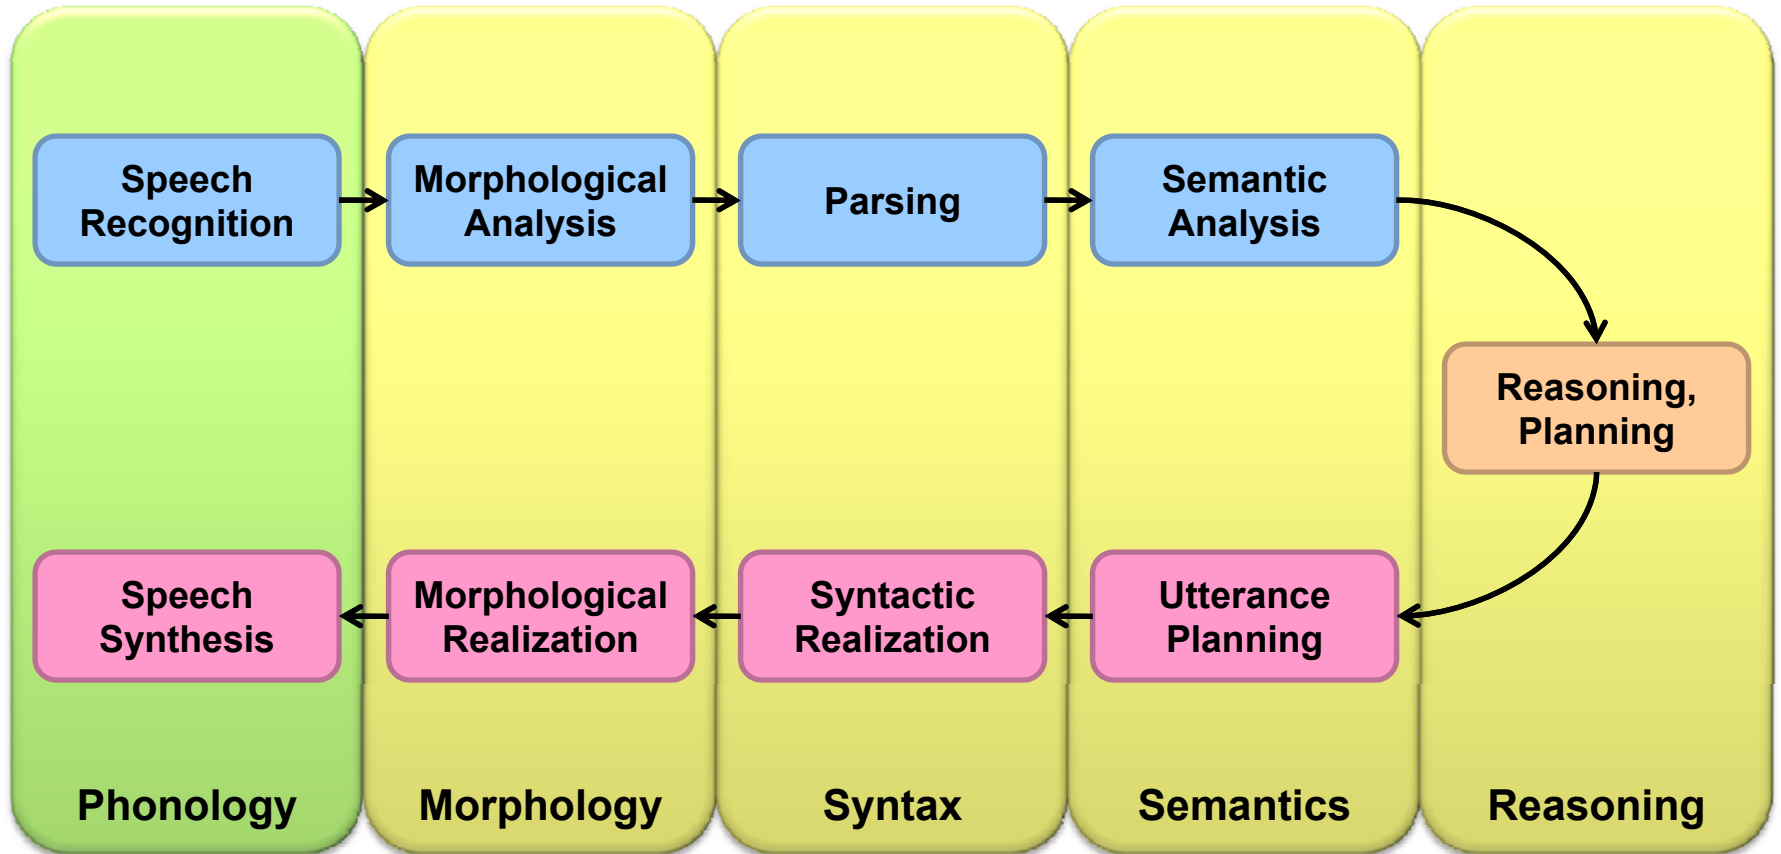 Speech
Recognition
Morphological
Analysis
Parsing
Semantic
Analysis
Reasoning,
Planning
Speech
Synthesis
Morphological
Realization
Syntactic
Realization
Utterance
Planning
Phonology
Morphology
Syntax
Semantics
Reasoning